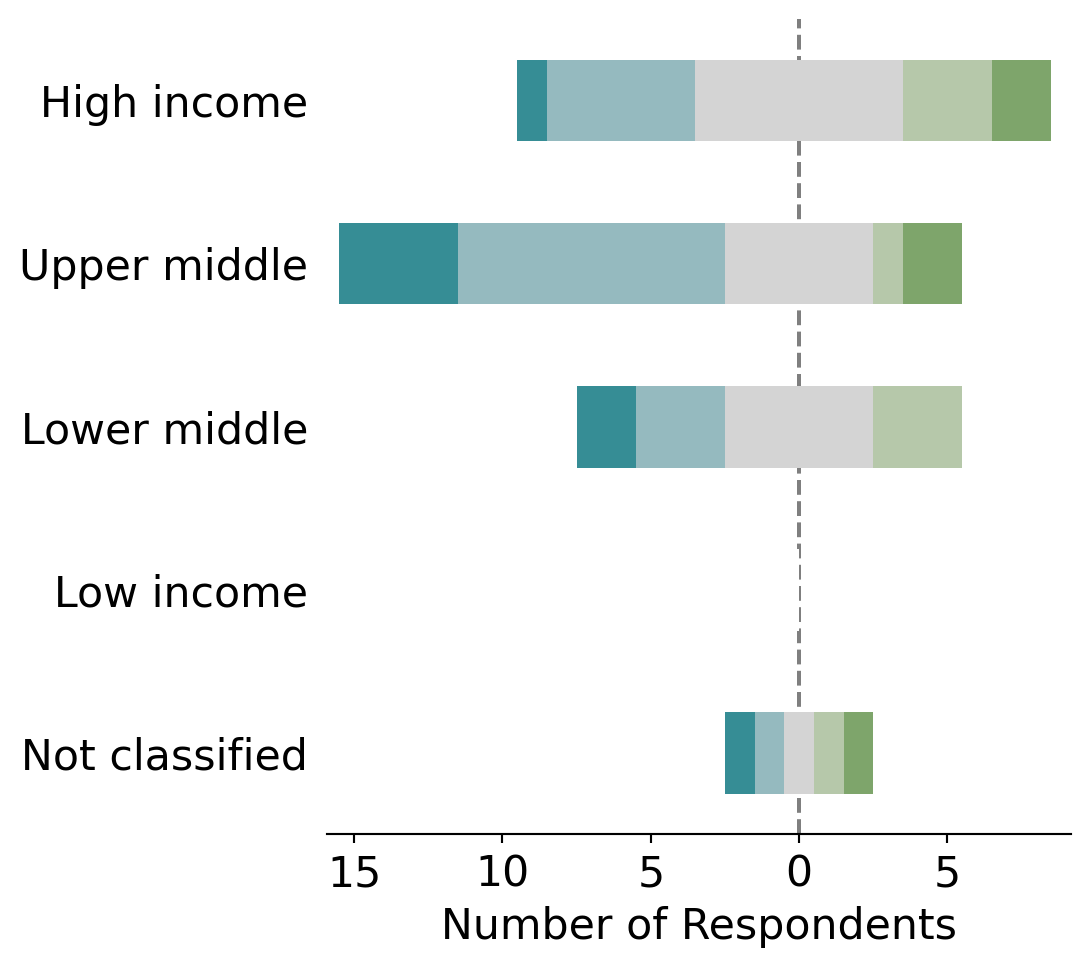 High income
Upper middle
Lower middle
Low income
Not classified
15 10 5 0 5
Number of Respondents